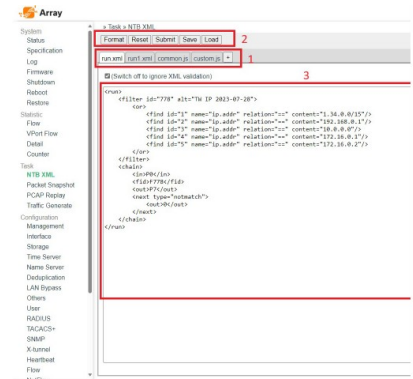 Array
System
Status
Specification
Log
Firmware
Shutdown
Reboot
Restore
Statistic
Flow
VPort Flow
Detail
Counter
Task
NTB XML
Packet Snapshot
PCAP Replay
Traffic Generate
Configuration
Management
Interface
Storage
Time Server
Name Server
Deduplication
LAN Bypass
Others
User
RADIUS
TACACS+
SNMP
X-tunnel
Heartbeat
Flow
» Task » NTB XML
Format Reset Submit Save Load 2
run.xml run1.xml common.js custom.js + 1
(Switch off to ignore XML validation) 3
<run>
<filter id="778" alt="TW IP 2023-07-28">
<or>
<find id="1" name="ip.addr" relation="==" content="1.34.0.0/15"/>
<find id="2" name="ip.addr" relation="==" content="192.168.0.1"/>
<find id="3" name="ip.addr" relation="==" content="10.0.0.0"/>
<find id="4" name="ip.addr" relation="==" content="172.16.0.1"/>
<find id="5" name="ip.addr" relation="==" content="172.16.0.2"/>
</or>
</filter>
<chain>
<in>P0</in>
<fid>F778</fid>
<out>P7</out>
<next type="notmatch">
<out>0</out>
</next>
</chain>
</run>